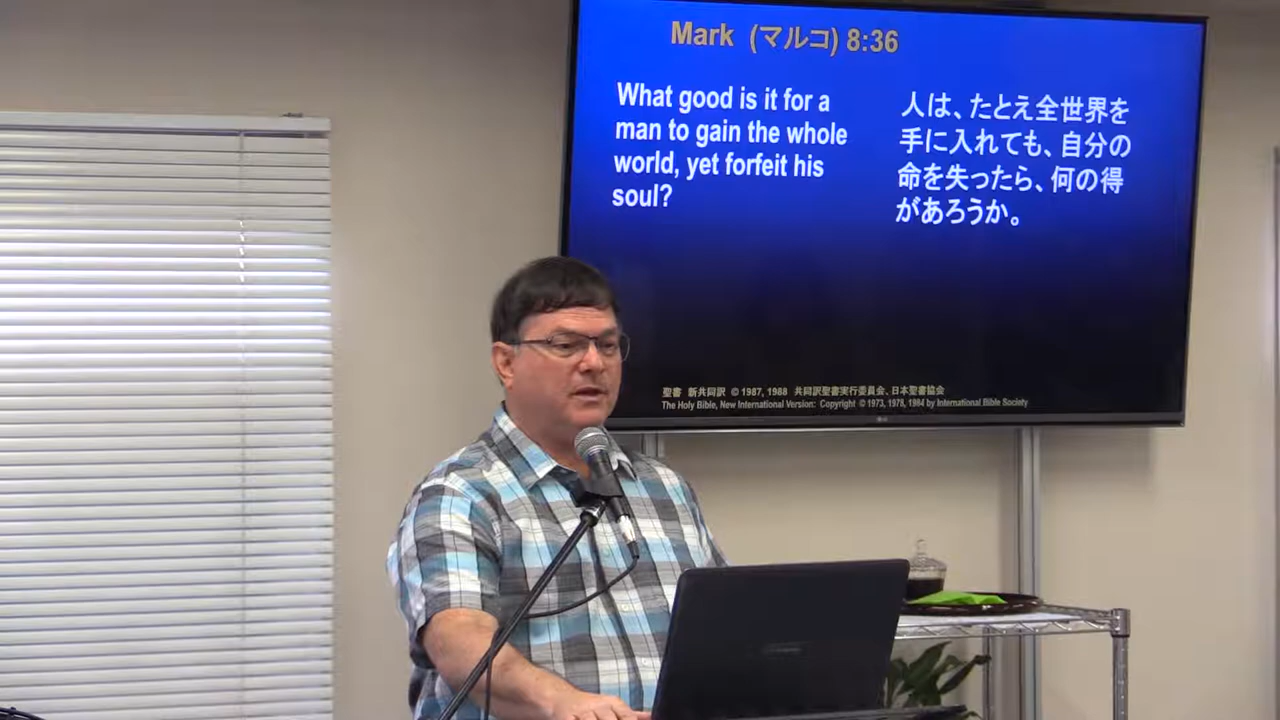 Mark (マルコ) 8:36
What good is it for a
man to gain the whole
world, yet forfeit his
soul?
人は、たとえ全世界を
手に入れても、自分の
命を失ったら、何の得
があろうか。
聖書 新共同訳 © 1987, 1988 共同訳聖書実行委員会、日本聖書協会
The Holy Bible, New International Version: Copyright © 1973, 1978, 1984 by International Bible Society
LG